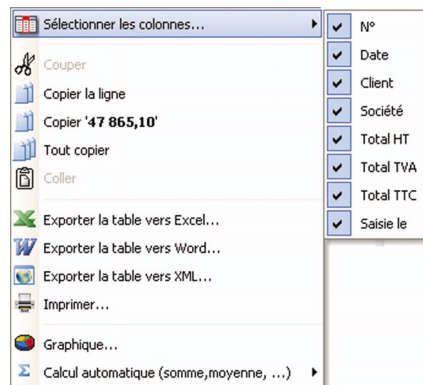 Sélectionner les colonnes...
Couper
Copier la ligne
Copier '47 865,10'
Tout copier
Coller
Exporter la table vers Excel...
Exporter la table vers Word...
Exporter la table vers XML...
Imprimer...
Graphique...
Calcul automatique (somme,moyenne, ...)
N°
Date
Client
Société
Total HT
Total TVA
Total TTC
Saisie le